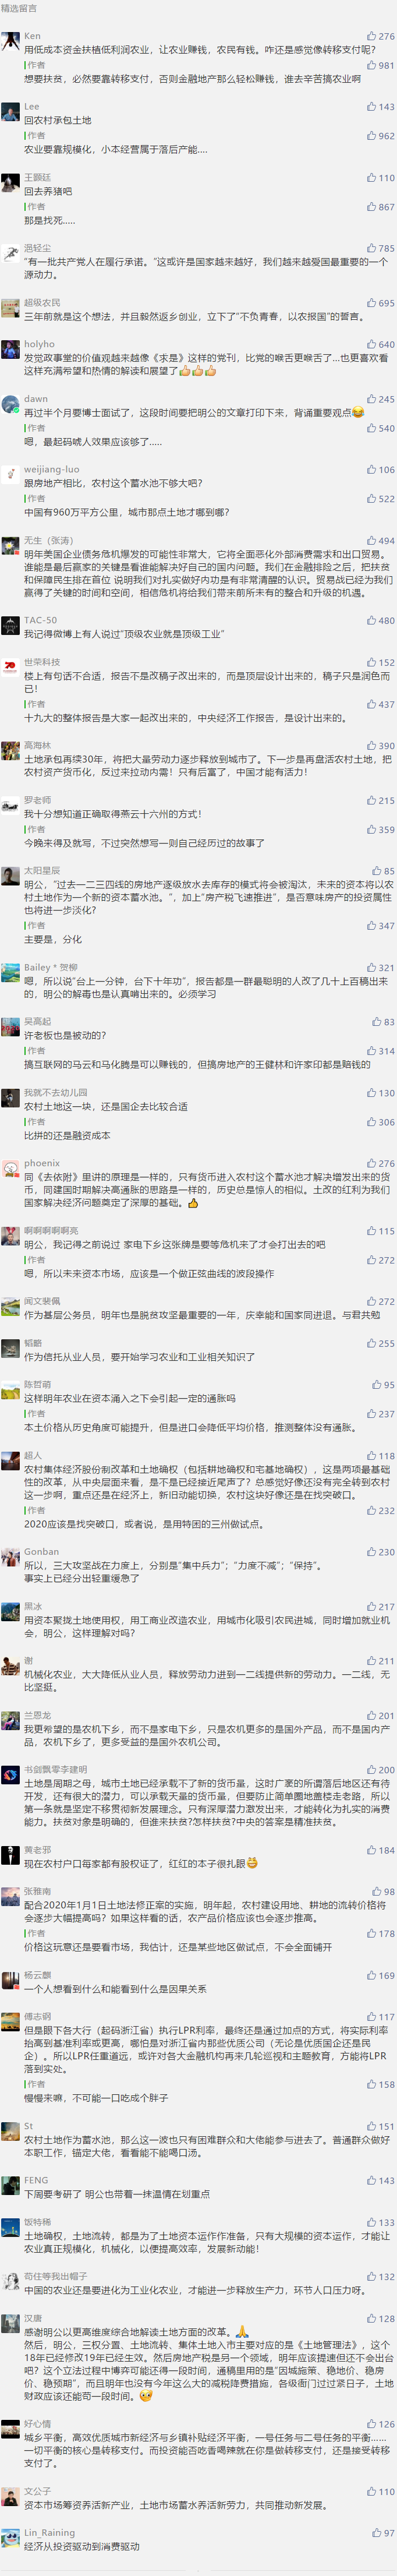 精选留言
Ken
276
用低成本资金扶植低利润农业，让农业赚钱，农民有钱。咋还是感觉像转移支付呢？
作者
981
想要扶贫，必然要靠转移支付，否则金融地产那么轻松赚钱，谁去辛苦搞农业啊
Lee
143
回农村承包土地
作者
962
农业要靠规模化，小本经营属于落后产能....
王颢廷
110
回去养猪吧
作者
867
那是找死.....
浥轻尘
785
“有一批共产党人在履行承诺。”这或许是国家越来越好，我们越来越爱国最重要的一个
源动力。
超级农民
695
三年前就是这个想法，并且毅然返乡创业，立下了“不负青春，以农报国”的誓言。
holyho
640
发觉政事堂的价值观越来越像《求是》这样的党刊，比党的喉舌更喉舌了...也更喜欢看
这样充满希望和热情的解读和展望了👍👍👍
dawn
245
再过半个月要博士面试了，这段时间要把明公的文章打印下来，背诵重要观点😂
作者
540
嗯，最起码唬人效果应该够了.....
weijiang-luo
106
跟房地产相比，农村这个蓄水池不够大吧？
作者
522
中国有960万平方公里，城市那点土地才哪到哪？
无生（张涛）
494
明年美国企业债务危机爆发的可能性非常大，它将全面恶化外部消费需求和出口贸易。
谁能是最后赢家的关键是看谁能解决好自己的国内问题。我们在金融排险之后，把扶贫
和保障民生排在首位 说明我们对扎实做好内功是有非常清醒的认识。贸易战已经为我们
赢得了关键的时间和空间，相信危机将给我们带来前所未有的整合和升级的机遇。
TAC-50
480
我记得微博上有人说过“顶级农业就是顶级工业”
世荣科技
152
楼上有句话不合适，报告不是改稿子改出来的，而是顶层设计出来的，稿子只是润色而
已！
作者
437
十九大的整体报告是大家一起改出来的，中央经济工作报告，是设计出来的。
高海林
390
土地承包再续30年，将把大量劳动力逐步释放到城市了。下一步是再盘活农村土地，把
农村资产货币化，反过来拉动内需！只有后富了，中国才能有活力！
罗老师
215
我十分想知道正确取得燕云十六州的方式！
作者
359
今晚来得及就写，不过突然想写一则自己经历过的故事了
太阳星辰
85
明公，“过去一二三四线的房地产逐级放水去库存的模式将会被淘汰，未来的资本将以农
村土地作为一个新的资本蓄水池。”，加上“房产税飞速推进”，是否意味房产的投资属性
也将进一步淡化？
作者
347
主要是，分化
Bailey * 贺柳
321
嗯，所以说“台上一分钟，台下十年功”，报告都是一群最聪明的人改了几十上百稿出来
的，明公的解毒也是认真啃出来的。必须学习
吴高起
83
许老板也是被动的？
作者
314
搞互联网的马云和马化腾是可以赚钱的，但搞房地产的王健林和许家印都是赔钱的
我就不去幼儿园
130
农村土地这一块，还是国企去比较合适
作者
306
比拼的还是融资成本
phoenix
276
同《去依附》里讲的原理是一样的，只有货币进入农村这个蓄水池才解决增发出来的货
币，同建国时期解决高通胀的思路是一样的，历史总是惊人的相似。土改的红利为我们
国家解决经济问题奠定了深厚的基础。👍
啊啊啊啊啊亮
115
明公，我记得之前说过 家电下乡这张牌是要等危机来了才会打出去的吧
作者
272
嗯，所以未来资本市场，应该是一个做正弦曲线的波段操作
闻文裴佩
272
作为基层公务员，明年也是脱贫攻坚最重要的一年，庆幸能和国家同进退。与君共勉
韬韬
255
作为信托从业人员，要开始学习农业和工业相关知识了
陈哲萌
95
这样明年农业在资本涌入之下会引起一定的通胀吗
作者
237
本土价格从历史角度可能提升，但是进口会降低平均价格，推测整体没有通胀。
超人
118
农村集体经济股份制改革和土地确权（包括耕地确权和宅基地确权），这是两项最基础
性的改革，从中央层面来看，是不是已经接近尾声了？总感觉好像还没有完全转到农村
这一步啊，重点还是在经济上，新旧动能切换，农村这块好像还是在找突破口。
作者
232
2020应该是找突破口，或者说，是用特困的三州做试点。
Gonban
230
所以，三大攻坚战在力度上，分别是“集中兵力”；“力度不减”；“保持”。
事实上已经分出轻重缓急了
黑冰
217
用资本聚拢土地使用权，用工商业改造农业，用城市化吸引农民进城，同时增加就业机
会，明公，这样理解对吗？
谢
211
机械化农业，大大降低从业人员，释放劳动力进到一二线提供新的劳动力。一二线，无
比坚挺。
兰恩龙
201
我更希望的是农机下乡，而不是家电下乡，只是农机更多的是国外产品，而不是国内产
品，农机下乡了，更多受益的是国外农机公司。
书剑飘零李建明
200
土地是周期之母，城市土地已经承载不了新的货币量，这时广袤的所谓落后地区还有待
开发，还有很大的潜力，可以承载天量的货币量，但要防止简单圈地盖楼走老路，所以
第一条就是坚定不移贯彻新发展理念。只有深厚潜力激发出来，才能转化为扎实的消费
能力。扶贫对象是明确的，但谁来扶贫?怎样扶贫?中央的答案是精准扶贫。
黄老邪
184
现在农村户口每家都有股权证了，红红的本子很扎眼😁
张雅南
98
配合2020年1月1日土地法修正案的实施，明年起，农村建设用地、耕地的流转价格将
会逐步大幅提高吗？如果这样看的话，农产品价格应该也会逐步推高。
作者
178
价格这玩意还是要看市场，我估计，还是某些地区做试点，不会全面铺开
杨云麒
169
一个人想看到什么和能看到什么是因果关系
傅志钢
117
但是眼下各大行（起码浙江省）执行LPR利率，最终还是通过加点的方式，将实际利率
抬高到基准利率或更高，哪怕是对浙江省内那些优质公司（无论是优质国企还是民
企）。所以LPR任重道远，或许对各大金融机构再来几轮巡视和主题教育，方能将LPR
落到实处。
作者
158
慢慢来嘛，不可能一口吃成个胖子
St
151
农村土地作为蓄水池，那么这一波也只有困难群众和大佬能参与进去了。普通群众做好
本职工作，锚定大佬，看看能不能喝口汤。
FENG
143
下周要考研了 明公也带着一抹温情在划重点
饭特稀
133
土地确权，土地流转，都是为了土地资本运作作准备，只有大规模的资本运作，才能让
农业真正规模化，机械化，以便提高效率，发展新动能！
苟住等我出帽子
132
中国的农业还是要进化为工业化农业，才能进一步释放生产力，环节人口压力呀。
汉唐
128
感谢明公以更高维度综合地解读土地方面的改革。🙏
然后，明公，三权分置、土地流转、集体土地入市主要对应的是《土地管理法》，这个
18年已经修改19年已经生效。然后房地产税是另一个领域，明年应该提速但还不会出台
吧？这个立法过程中博弈可能还得一段时间，通稿里用的是“因城施策、稳地价、稳房
价、稳预期”，而且明年也没有今年这么大的减税降费措施，各级衙门过过紧日子，土地
财政应该还能苟一段时间。🤔
好心情
126
城乡平衡，高效优质城市新经济与乡镇补贴经济平衡，一号任务与二号任务的平衡......
一切平衡的核心是转移支付。而投资能否吃香喝辣就在你是做转移支付，还是接受转移
支付了。
文公子
110
资本市场筹资养活新产业，土地市场蓄水养活新劳力，共同推动新发展。
Lin_Raining
97
经济从投资驱动到消费驱动